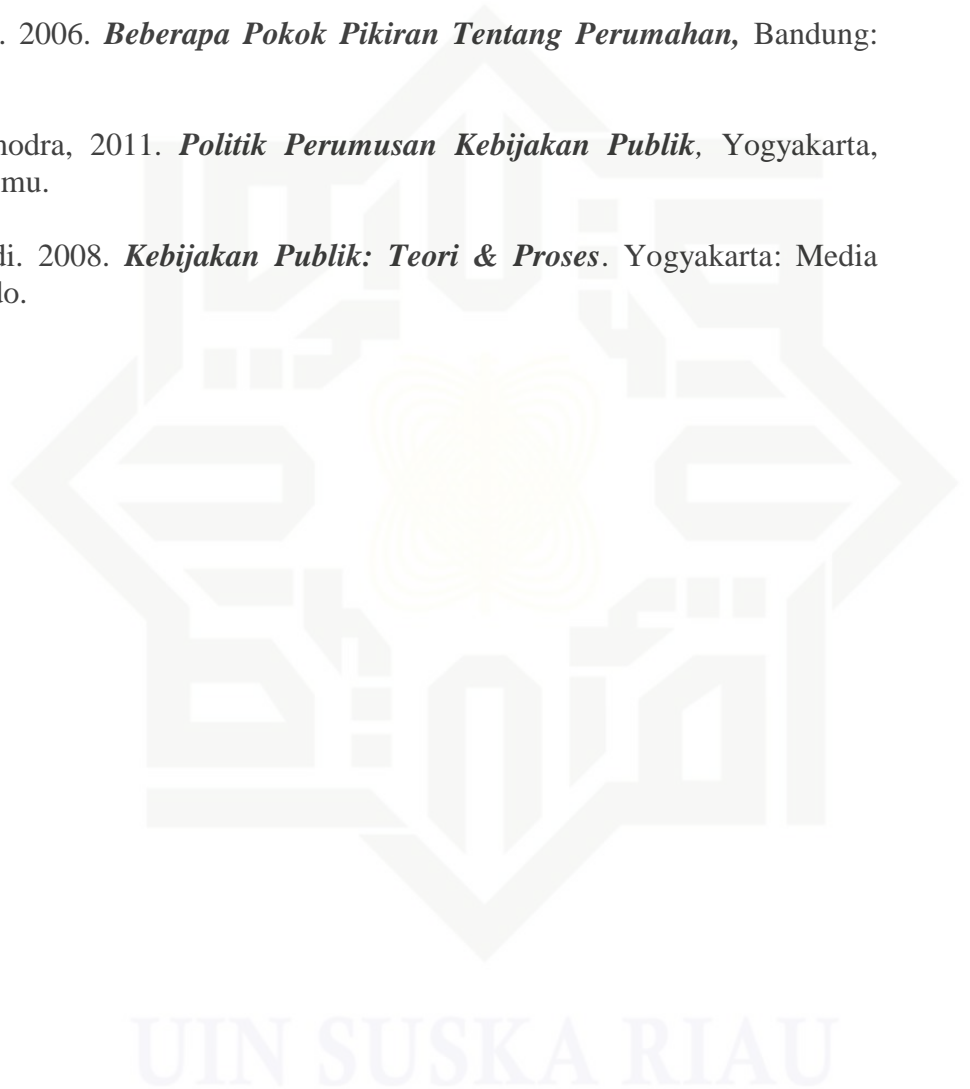 . 2006. Beberapa Pokok Pikiran Tentang Perumahan, Bandung:
nodra, 2011. Politik Perumusan Kebijakan Publik, Yogyakarta,
mu.
di. 2008. Kebijakan Publik: Teori & Proses. Yogyakarta: Media
do.
UIN SUSKA RIAU